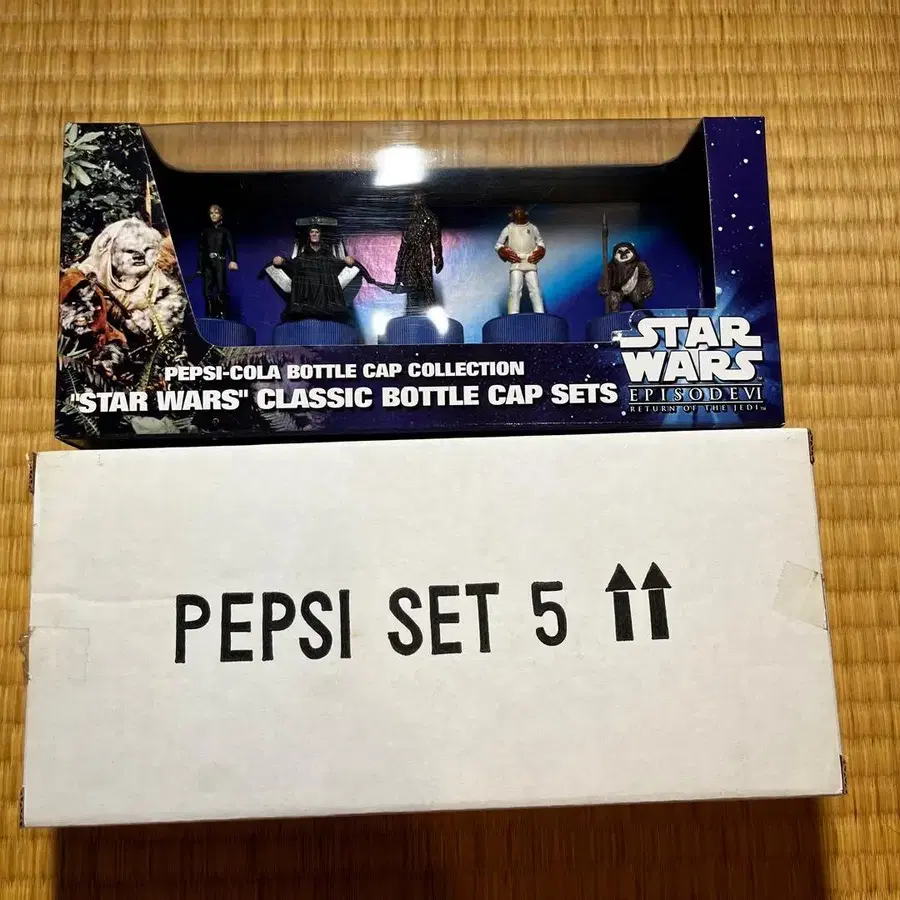 PEPSI-COLA BOTTLE CAP COLLECTION
"STAR WARS" CLASSIC BOTTLE CAP SETS
STAR
WARS
EPISODE VI
RETURN OF THE JEDI™
PEPSI SET 5 ⬆⬆